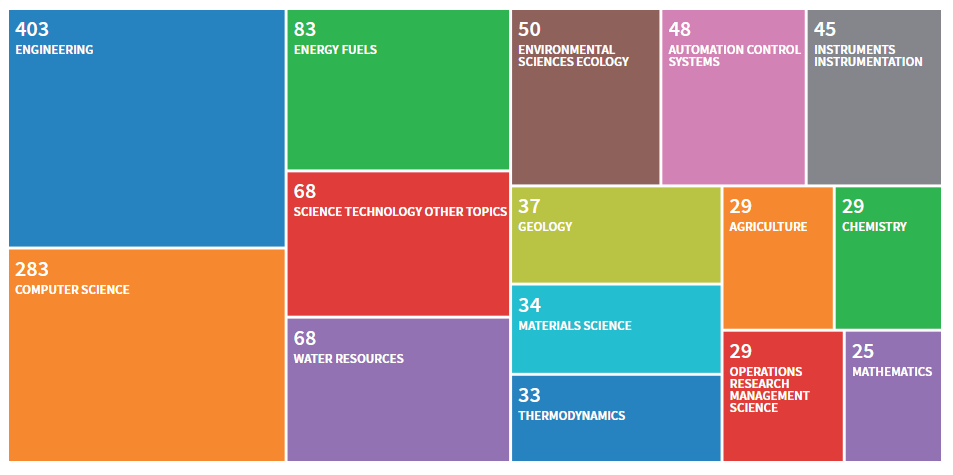 403
ENGINEERING
283
COMPUTER SCIENCE
83
ENERGY FUELS
68
SCIENCE TECHNOLOGY OTHER TOPICS
68
WATER RESOURCES
50
ENVIRONMENTAL
SCIENCES ECOLOGY
48
AUTOMATION CONTROL
SYSTEMS
45
INSTRUMENTS
INSTRUMENTATION
37
GEOLOGY
34
MATERIALS SCIENCE
33
THERMODYNAMICS
29
AGRICULTURE
29
CHEMISTRY
29
OPERATIONS
RESEARCH
MANAGEMENT
SCIENCE
25
MATHEMATICS